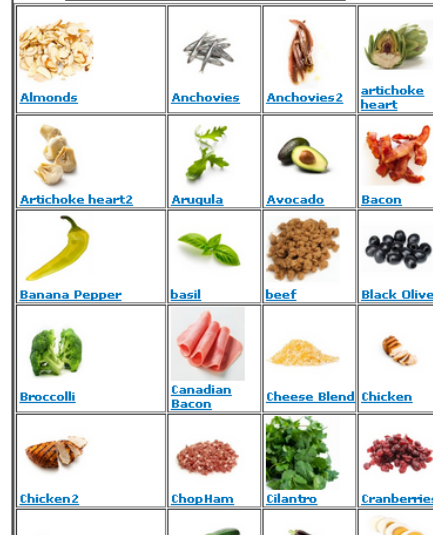 Almonds
Anchovies
Anchovies2
artichoke
heart
Artichoke heart2
Arugula
Avocado
Bacon
Banana Pepper
basil
beef
Black Olive
Broccolli
Canadian
Bacon
Cheese Blend
Chicken
Chicken2
ChopHam
Cilantro
Cranberries